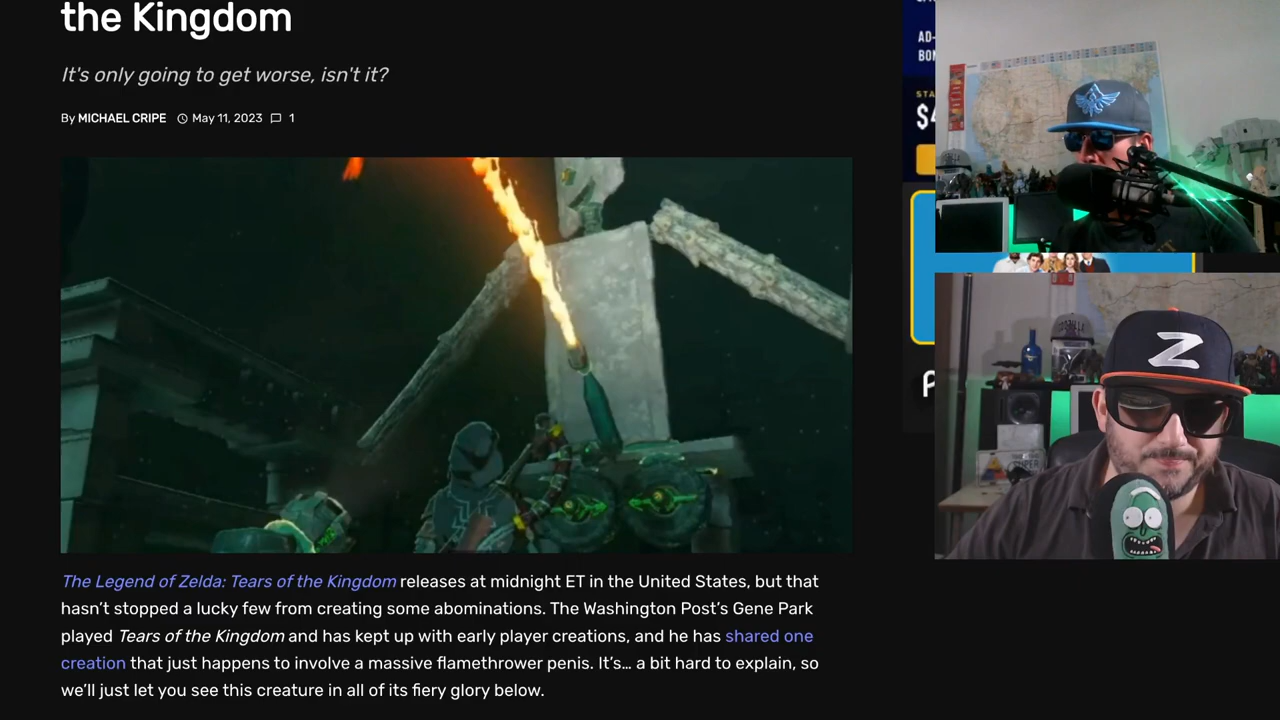 the Kingdom
It's only going to get worse, isn't it?
By MICHAEL CRIPE May 11, 2023 1
The Legend of Zelda: Tears of the Kingdom releases at midnight ET in the United States, but that
hasn’t stopped a lucky few from creating some abominations. The Washington Post’s Gene Park
played Tears of the Kingdom and has kept up with early player creations, and he has shared one
creation that just happens to involve a massive flamethrower penis. It’s… a bit hard to explain, so
we’ll just let you see this creature in all of its fiery glory below.
AD-
STA
$4
Z